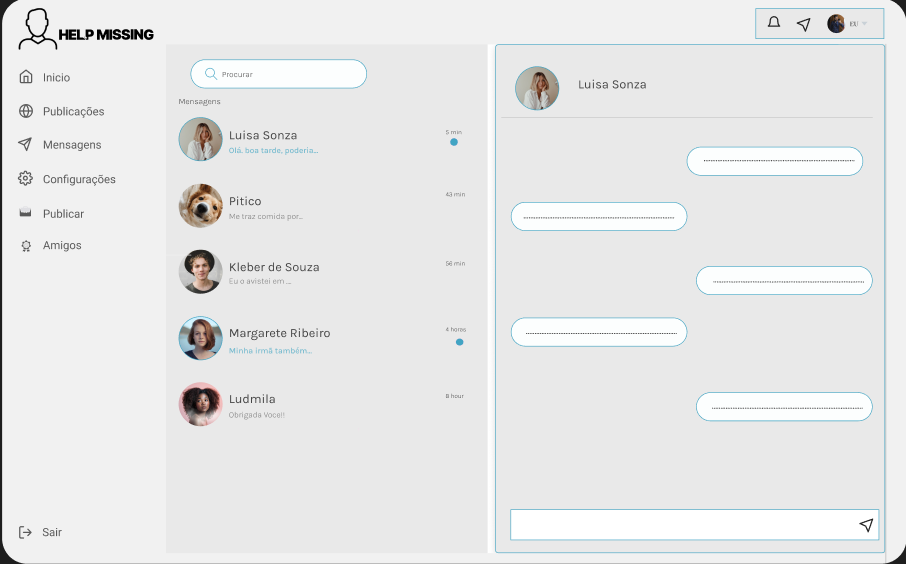 HELP MISSING
EU
Inicio
Publicações
Mensagens
Configurações
Publicar
Amigos
Sair
Procurar
Mensagens
Luisa Sonza
5 min
Olá, boa tarde, poderia...
Pitico
43 min
Me traz comida por...
Kleber de Souza
56 min
Eu o avistei em ...
Margarete Ribeiro
4 horas
Minha irmã também...
Ludmila
8 hour
Obrigada Voce!!
Luisa Sonza